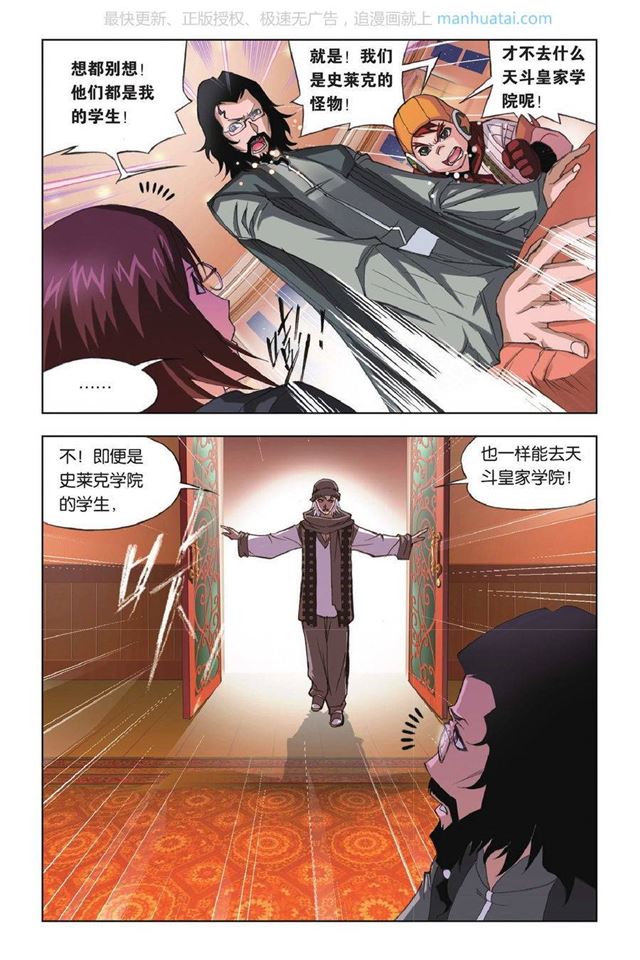 最快更新、正版授权、极速无广告，追漫画就上 manhuatai.com
想都别想！
他们都是我
的学生！
就是！我们
是史莱克的
怪物！
才不去什么
天斗皇家学
院呢！
嘭
……
不！即便是
史莱克学院
的学生，
也一样能去天
斗皇家学院！